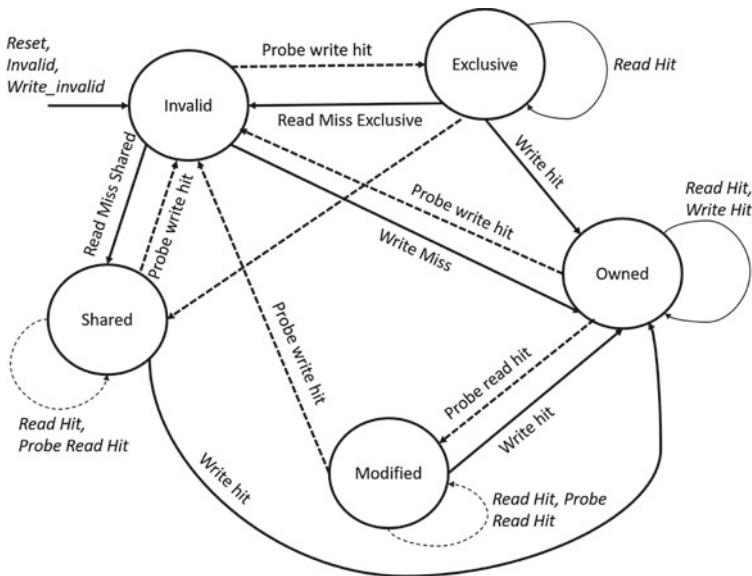 Reset,
Invalid,
Write_invalid
Probe write hit
Exclusive
Read Hit
Invalid
Read Miss Exclusive
Read Miss Shared
Probe write hit
Write hit
Probe write hit
Write Miss
Read Hit,
Write Hit
Owned
Shared
Probe write hit
Probe read hit
Write hit
Read Hit,
Probe Read Hit
Write hit
Modified
Read Hit, Probe
Read Hit